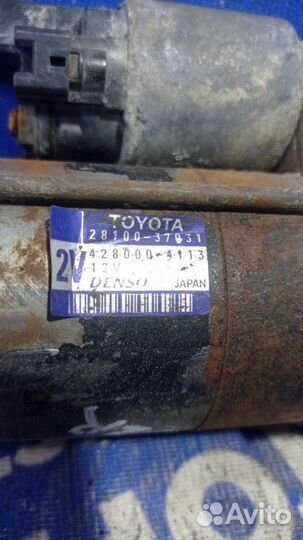 TOYOTA
28100-37031
2V
428000-4113
12V
DENSO
JAPAN
Avito